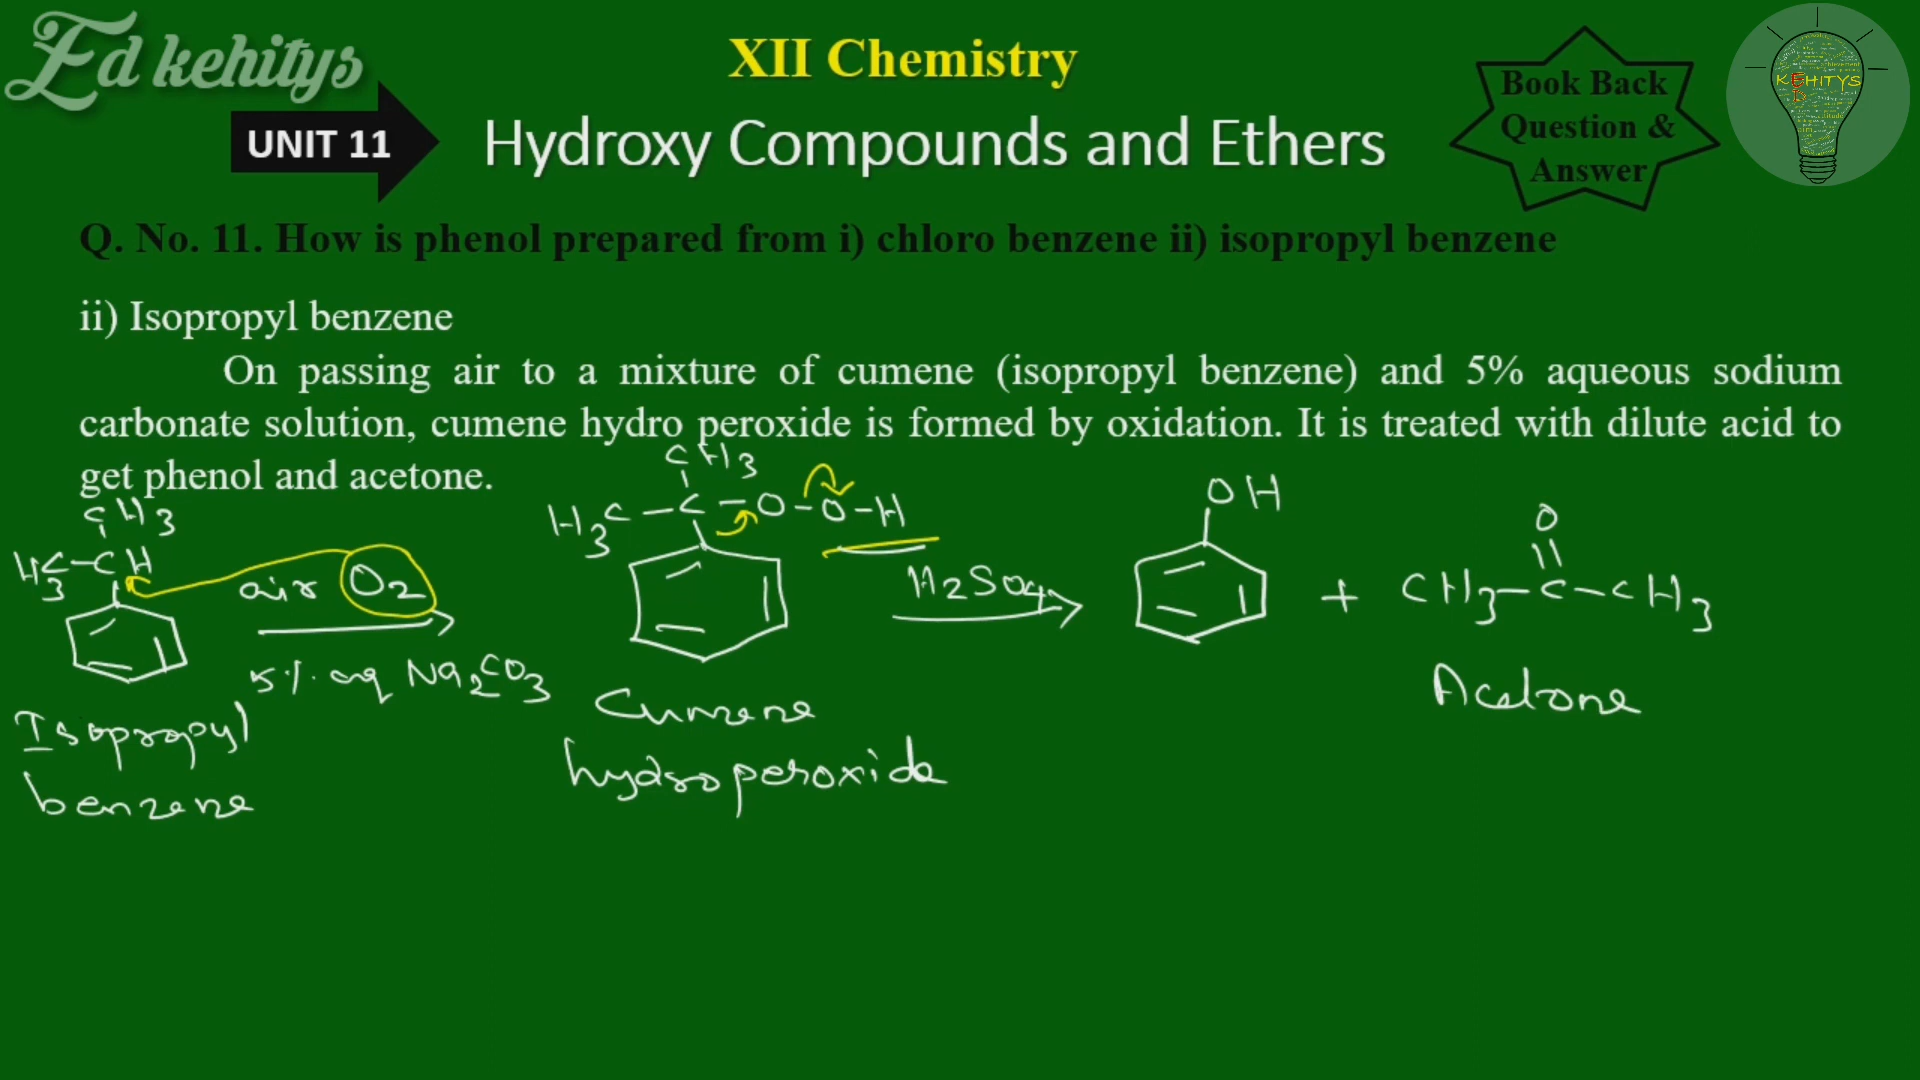 Ed kehitys
XII Chemistry
UNIT 11
Hydroxy Compounds and Ethers
Book Back
Question &
Answer
KEHITYS
Q. No. 11. How is phenol prepared from i) chloro benzene ii) isopropyl benzene
ii) Isopropyl benzene
On passing air to a mixture of cumene (isopropyl benzene) and 5% aqueous sodium
carbonate solution, cumene hydro peroxide is formed by oxidation. It is treated with dilute acid to
get phenol and acetone.
CH3
H3C-CH
air O2
5% aq Na2CO3
Isopropyl
benzene
CH3
H3C-C-O-O-H
Cumene
hydroperoxide
H2SO4
OH
+
O
CH3-C-CH3
Acetone